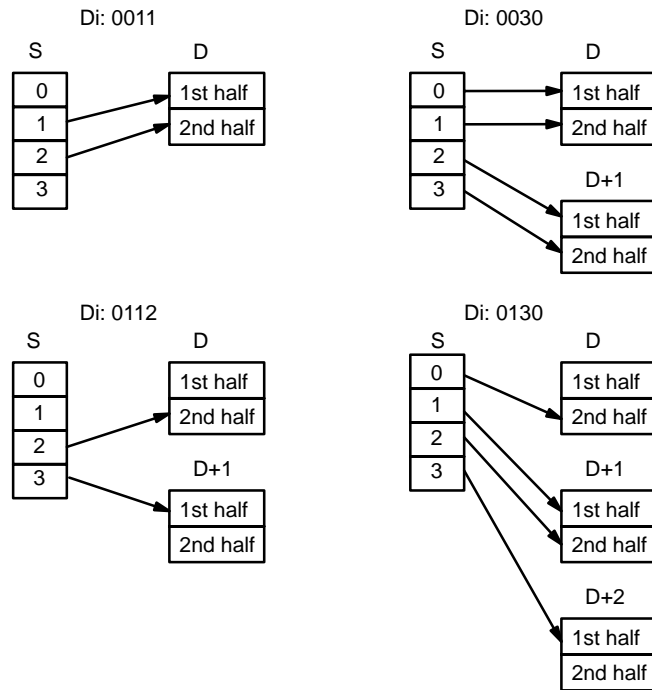 Di: 0011
S D
0
1
2
3
1st half
2nd half
Di: 0030
S D
0
1
2
3
1st half
2nd half
D+1
1st half
2nd half
Di: 0112
S D
0
1
2
3
1st half
2nd half
D+1
1st half
2nd half
Di: 0130
S D
0
1
2
3
1st half
2nd half
D+1
1st half
2nd half
D+2
1st half
2nd half